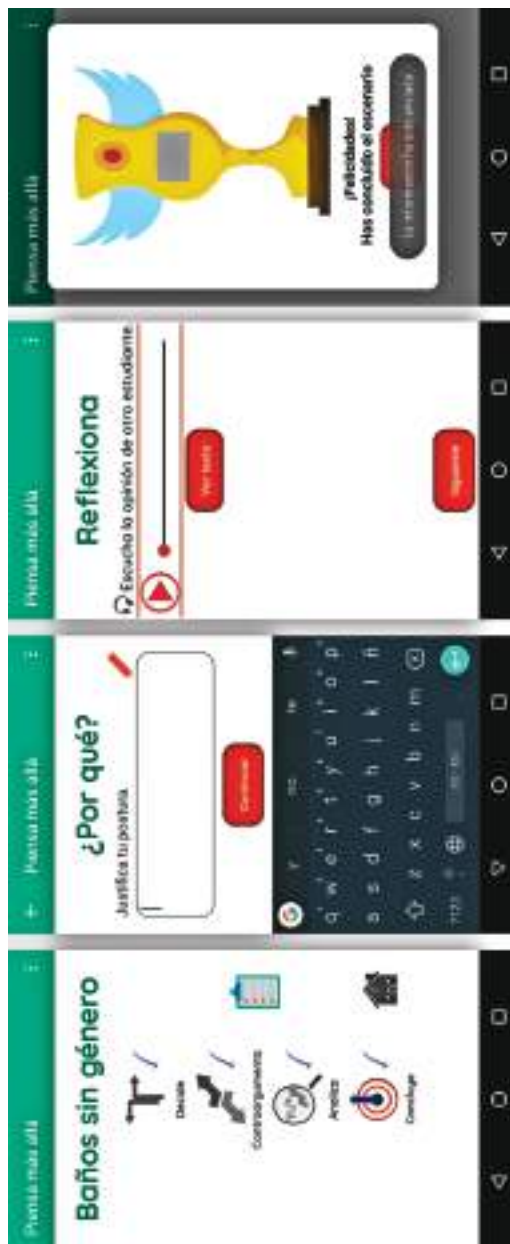 Piensa más allá
Baños sin género
Decide
Contraargumenta
Analiza
Concluye
Piensa más allá
¿Por qué?
Justifica tu postura.
Continuar
q w e r t y u i o p
a s d f g h j k l ñ
z x c v b n m
?123
Piensa más allá
Reflexiona
Escucha la opinión de otro estudiante.
Ver texto
Siguiente
Piensa más allá
¡Felicidades!
Has concluido el escenario